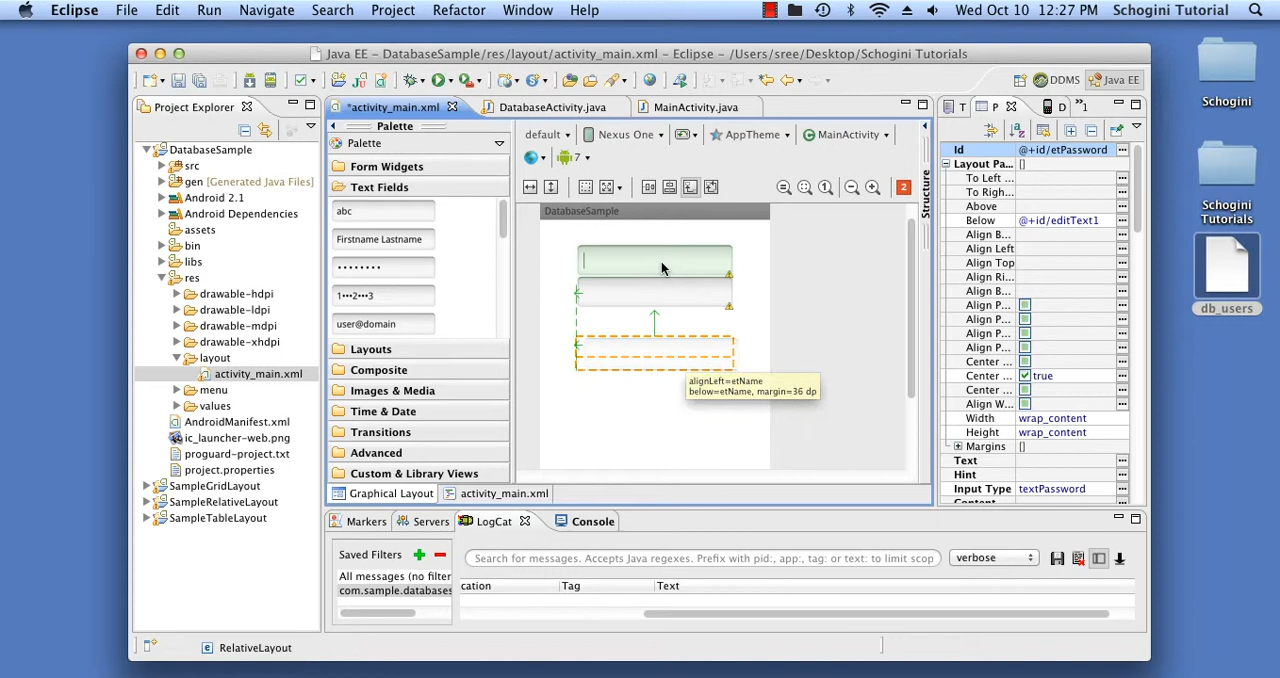 Eclipse File Edit Run Navigate Search Project Refactor Window Help Wed Oct 10 12:27 PM Schogini Tutorial
Java EE – DatabaseSample/res/layout/activity_main.xml – Eclipse – /Users/sree/Desktop/Schogini Tutorials
DDMS Java EE
Project Explorer
*activity_main.xml DatabaseActivity.java MainActivity.java
T P D »1
DatabaseSample
src
gen [Generated Java Files]
Android 2.1
Android Dependencies
assets
bin
libs
res
drawable-hdpi
drawable-ldpi
drawable-mdpi
drawable-xhdpi
layout
activity_main.xml
menu
values
AndroidManifest.xml
ic_launcher-web.png
proguard-project.txt
project.properties
SampleGridLayout
SampleRelativeLayout
SampleTableLayout
Palette
Palette
Form Widgets
Text Fields
abc
Firstname Lastname
••••••••
1•••2•••3
user@domain
Layouts
Composite
Images & Media
Time & Date
Transitions
Advanced
Custom & Library Views
Graphical Layout activity_main.xml
default Nexus One AppTheme MainActivity
7
1 2
Structure
DatabaseSample
alignLeft=etName
below=etName, margin=36 dp
Id @+id/etPassword
Layout Pa... []
To Left ...
To Righ...
Above
Below @+id/editText1
Align B...
Align Left
Align Top
Align Ri...
Align B...
Align P...
Align P...
Align P...
Align P...
Center ...
Center ... true
Center ...
Align W...
Width wrap_content
Height wrap_content
Margins []
Text
Hint
Input Type textPassword
Markers Servers LogCat Console
Saved Filters
All messages (no filter
com.sample.databases
Search for messages. Accepts Java regexes. Prefix with pid:, app:, tag: or text: to limit scop
verbose
cation Tag Text
RelativeLayout
Schogini
Schogini
Tutorials
db_users